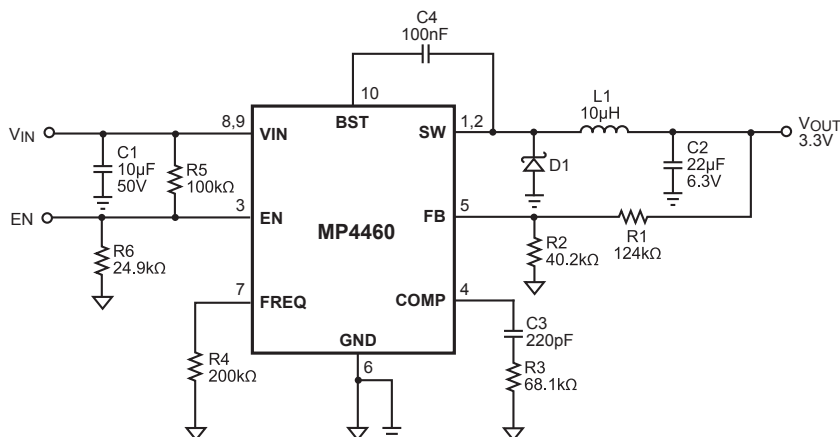 C4
100nF
10
8,9
1,2
L1
10µH
VIN
VIN
BST
SW
VOUT
3.3V
C1
10µF
50V
R5
100kΩ
D1
C2
22µF
6.3V
EN
3
EN
MP4460
FB
5
R1
124kΩ
R2
40.2kΩ
R6
24.9kΩ
7
FREQ
COMP
4
C3
220pF
GND
6
R4
200kΩ
R3
68.1kΩ